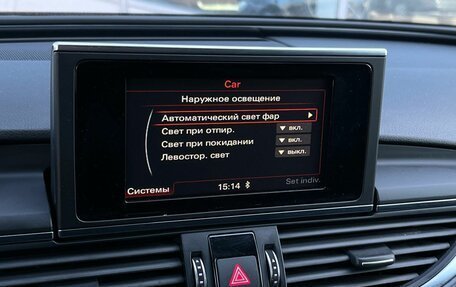 Car
Наружное освещение
Автоматический свет фар
Свет при отпир. вкл.
Свет при покидании вкл.
Левостор. свет выкл.
Системы 15:14 Set indiv.